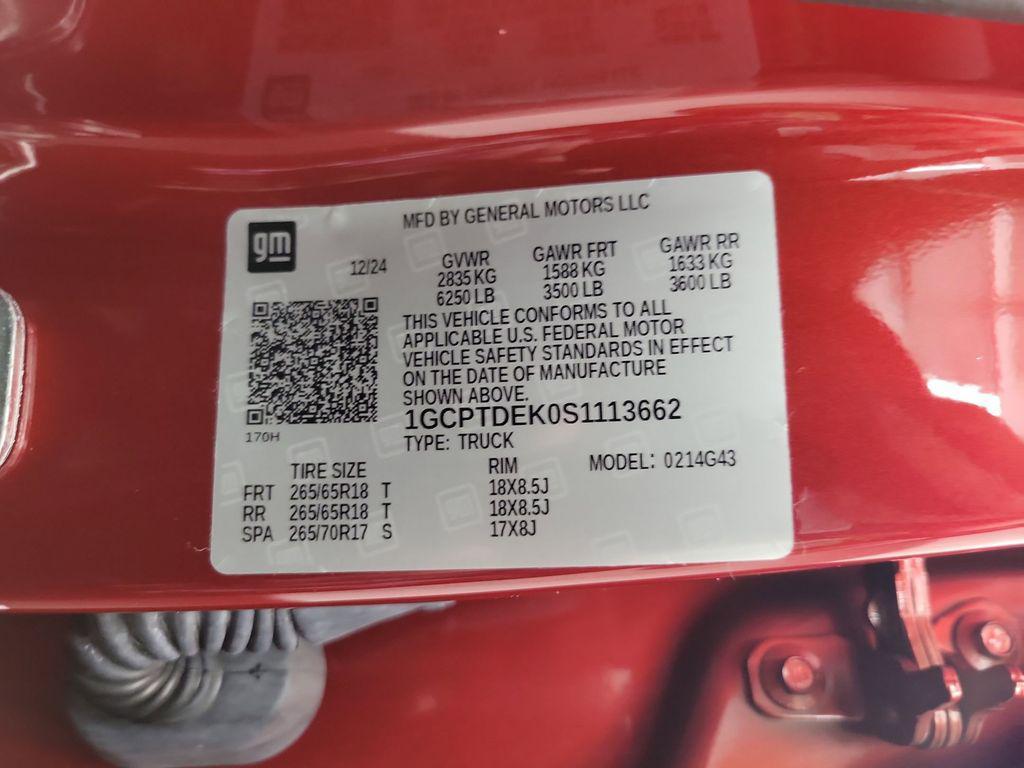 MFD BY GENERAL MOTORS LLC
gm
12/24
GVWR GAWR FRT GAWR RR
2835 KG 1588 KG 1633 KG
6250 LB 3500 LB 3600 LB
THIS VEHICLE CONFORMS TO ALL
APPLICABLE U.S. FEDERAL MOTOR
VEHICLE SAFETY STANDARDS IN EFFECT
ON THE DATE OF MANUFACTURE
SHOWN ABOVE.
1GCPTDEK0S1113662
170H
TYPE: TRUCK
TIRE SIZE RIM MODEL: 0214G43
FRT 265/65R18 T 18X8.5J
RR 265/65R18 T 18X8.5J
SPA 265/70R17 S 17X8J